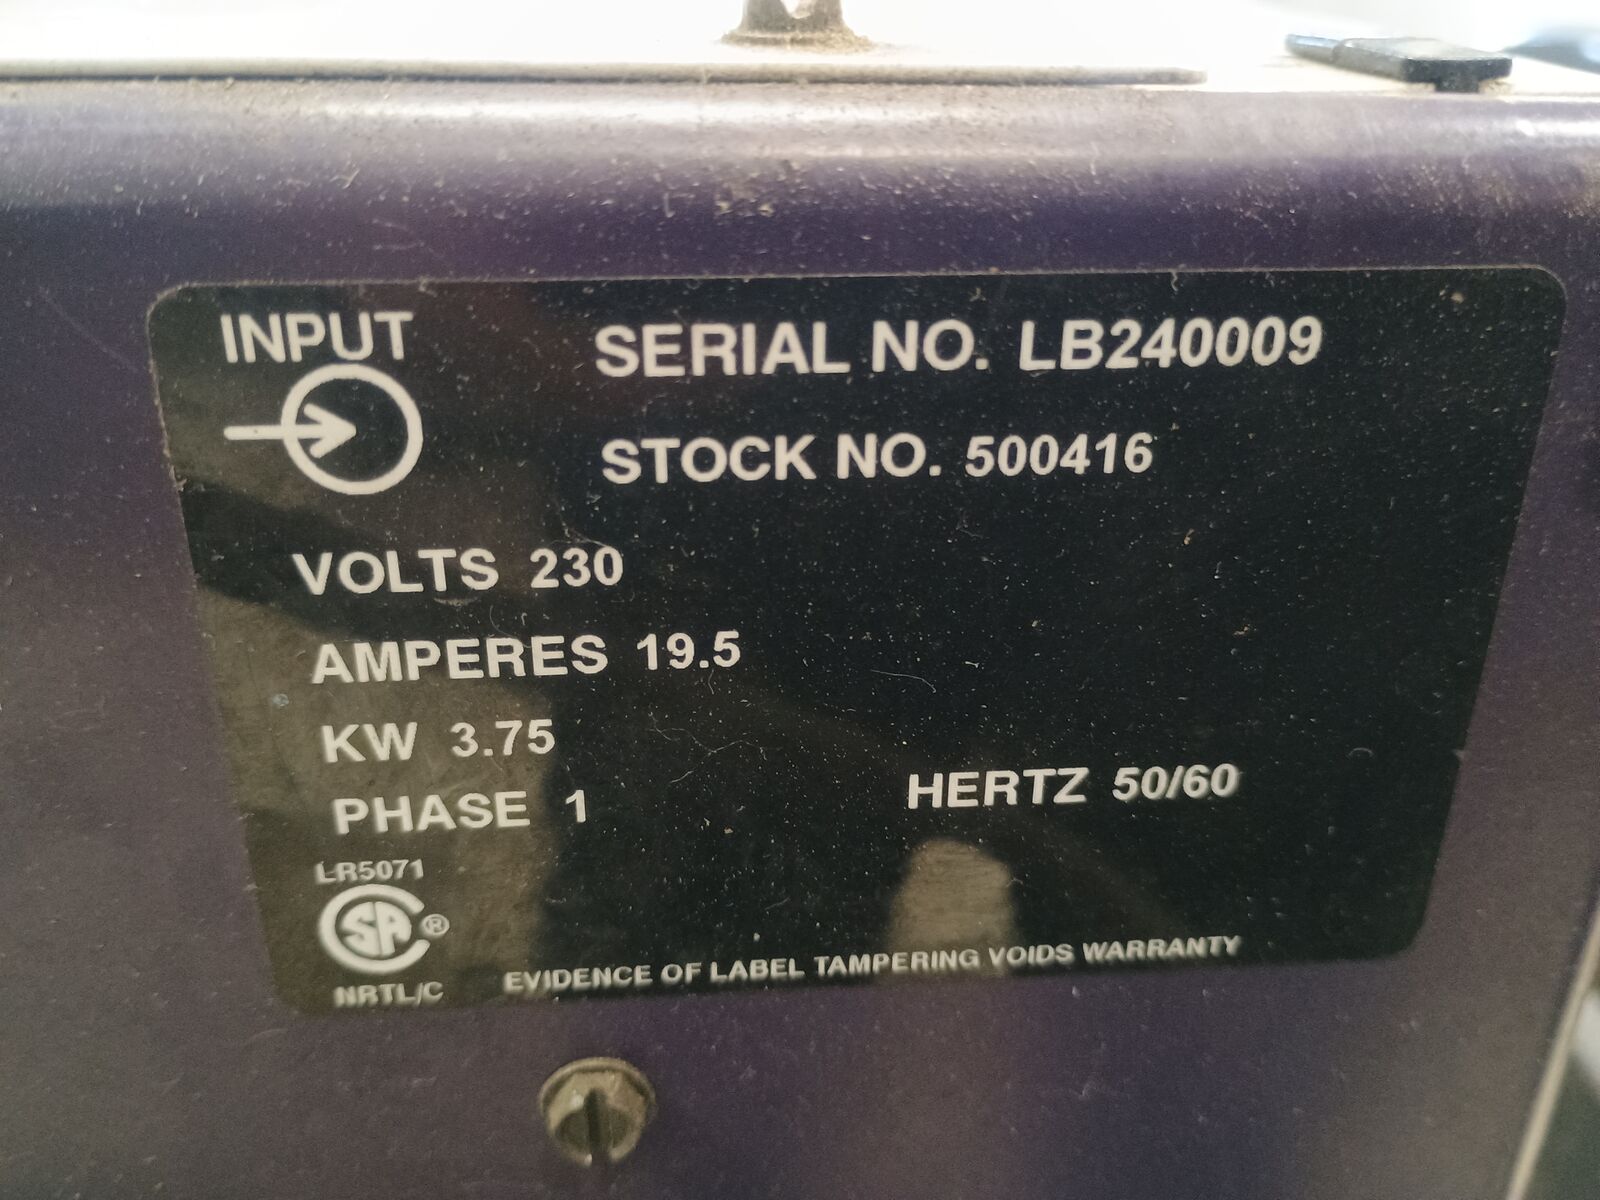 INPUT
SERIAL NO. LB240009
STOCK NO. 500416
VOLTS 230
AMPERES 19.5
KW 3.75
PHASE 1
HERTZ 50/60
LR5071
SA ®
NRTL/C
EVIDENCE OF LABEL TAMPERING VOIDS WARRANTY